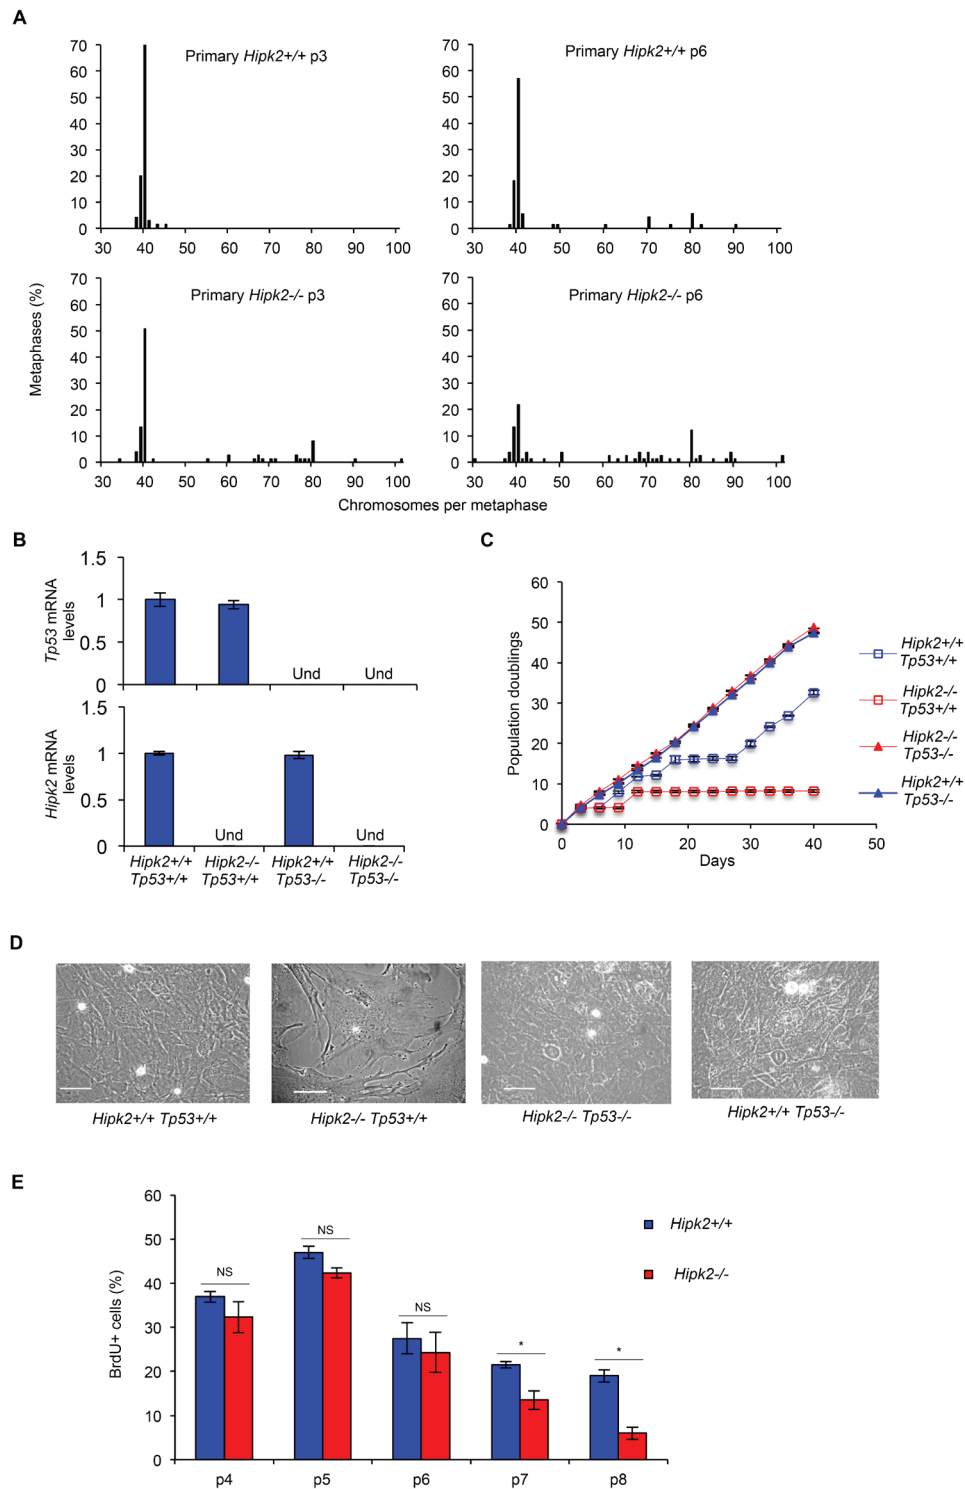 A
Primary Hipk2+/+ p3
70
60
50
40
30
20
10
0
30 40 50 60 70 80 90 100
Primary Hipk2+/+ p6
70
60
50
40
30
20
10
0
30 40 50 60 70 80 90 100
Metaphases (%)
Primary Hipk2-/- p3
70
60
50
40
30
20
10
0
30 40 50 60 70 80 90 100
Primary Hipk2-/- p6
70
60
50
40
30
20
10
0
30 40 50 60 70 80 90 100
Chromosomes per metaphase
B
Tp53 mRNA
levels
1.5
1
0.5
0
Und Und
Hipk2 mRNA
levels
1.5
1
0.5
0
Und Und
Hipk2+/+ Hipk2-/- Hipk2+/+ Hipk2-/-
Tp53+/+ Tp53+/+ Tp53-/- Tp53-/-
C
Population doublings
60
50
40
30
20
10
0
0 10 20 30 40 50
Days
Hipk2+/+
Tp53+/+
Hipk2-/-
Tp53+/+
Hipk2-/-
Tp53-/-
Hipk2+/+
Tp53-/-
D
Hipk2+/+ Tp53+/+
Hipk2-/- Tp53+/+
Hipk2-/- Tp53-/-
Hipk2+/+ Tp53-/-
E
BrdU+ cells (%)
60
50
40
30
20
10
0
NS
NS
NS
*
*
p4 p5 p6 p7 p8
Hipk2+/+
Hipk2-/-